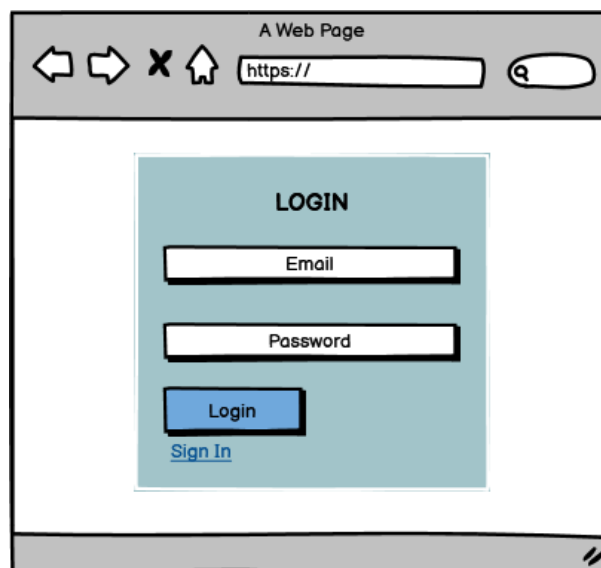 A Web Page
https://
LOGIN
Email
Password
Login
Sign In